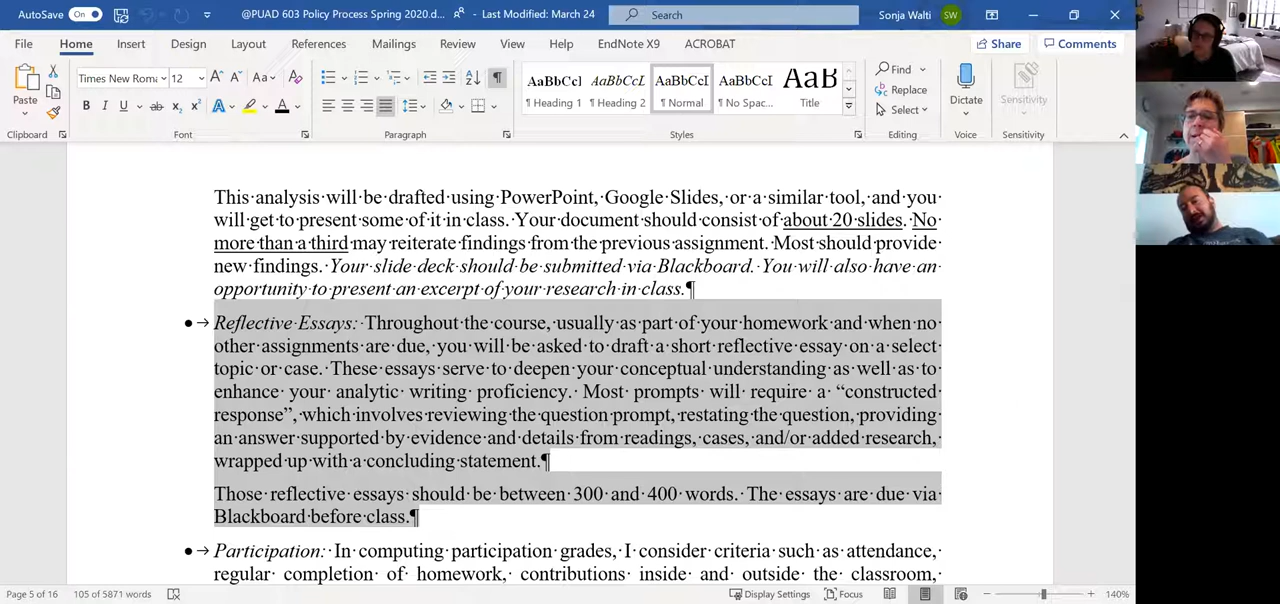 AutoSave On @PUAD 603 Policy Process Spring 2020.d... - Last Modified: March 24 Search Sonja Walti SW
File Home Insert Design Layout References Mailings Review View Help EndNote X9 ACROBAT Share Comments
Paste Times New Roma 12 Aa AaBbCcI AaBbCcI AaBbCcI AaBbCcI AaB Find Replace Select Dictate Sensitivity
¶ Heading 1 ¶ Heading 2 ¶ Normal ¶ No Spac... Title
Clipboard Font Paragraph Styles Editing Voice Sensitivity
This analysis will be drafted using PowerPoint, Google Slides, or a similar tool, and you
will get to present some of it in class. Your document should consist of about 20 slides. No
more than a third may reiterate findings from the previous assignment. Most should provide
new findings. Your slide deck should be submitted via Blackboard. You will also have an
opportunity to present an excerpt of your research in class.¶
• → Reflective Essays: Throughout the course, usually as part of your homework and when no
other assignments are due, you will be asked to draft a short reflective essay on a select
topic or case. These essays serve to deepen your conceptual understanding as well as to
enhance your analytic writing proficiency. Most prompts will require a “constructed
response”, which involves reviewing the question prompt, restating the question, providing
an answer supported by evidence and details from readings, cases, and/or added research,
wrapped up with a concluding statement.¶
Those reflective essays should be between 300 and 400 words. The essays are due via
Blackboard before class.¶
• → Participation: In computing participation grades, I consider criteria such as attendance,
regular completion of homework, contributions inside and outside the classroom,
Page 5 of 16 105 of 5871 words Display Settings Focus 140%